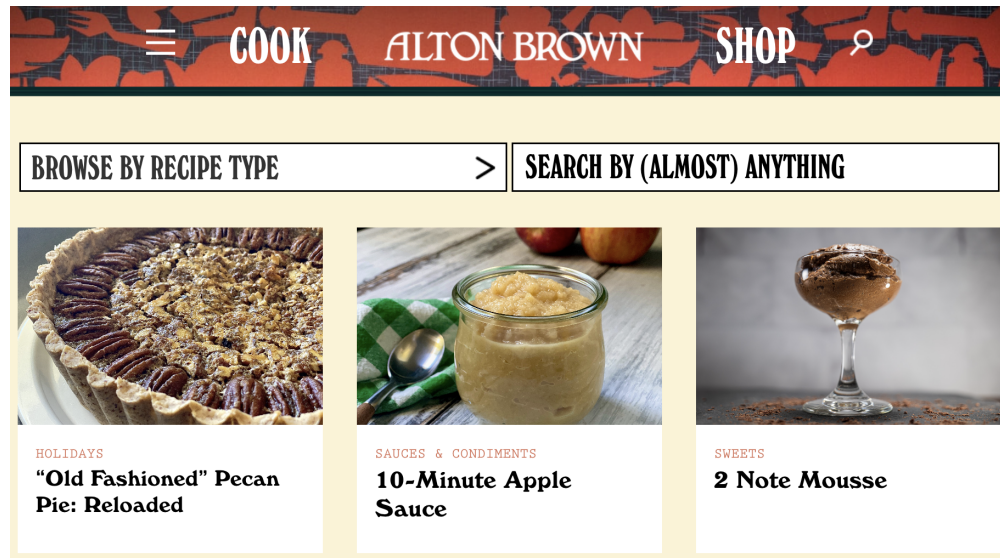 COOK ALTON BROWN SHOP
BROWSE BY RECIPE TYPE > SEARCH BY (ALMOST) ANYTHING
HOLIDAYS
“Old Fashioned” Pecan
Pie: Reloaded
SAUCES & CONDIMENTS
10-Minute Apple
Sauce
SWEETS
2 Note Mousse